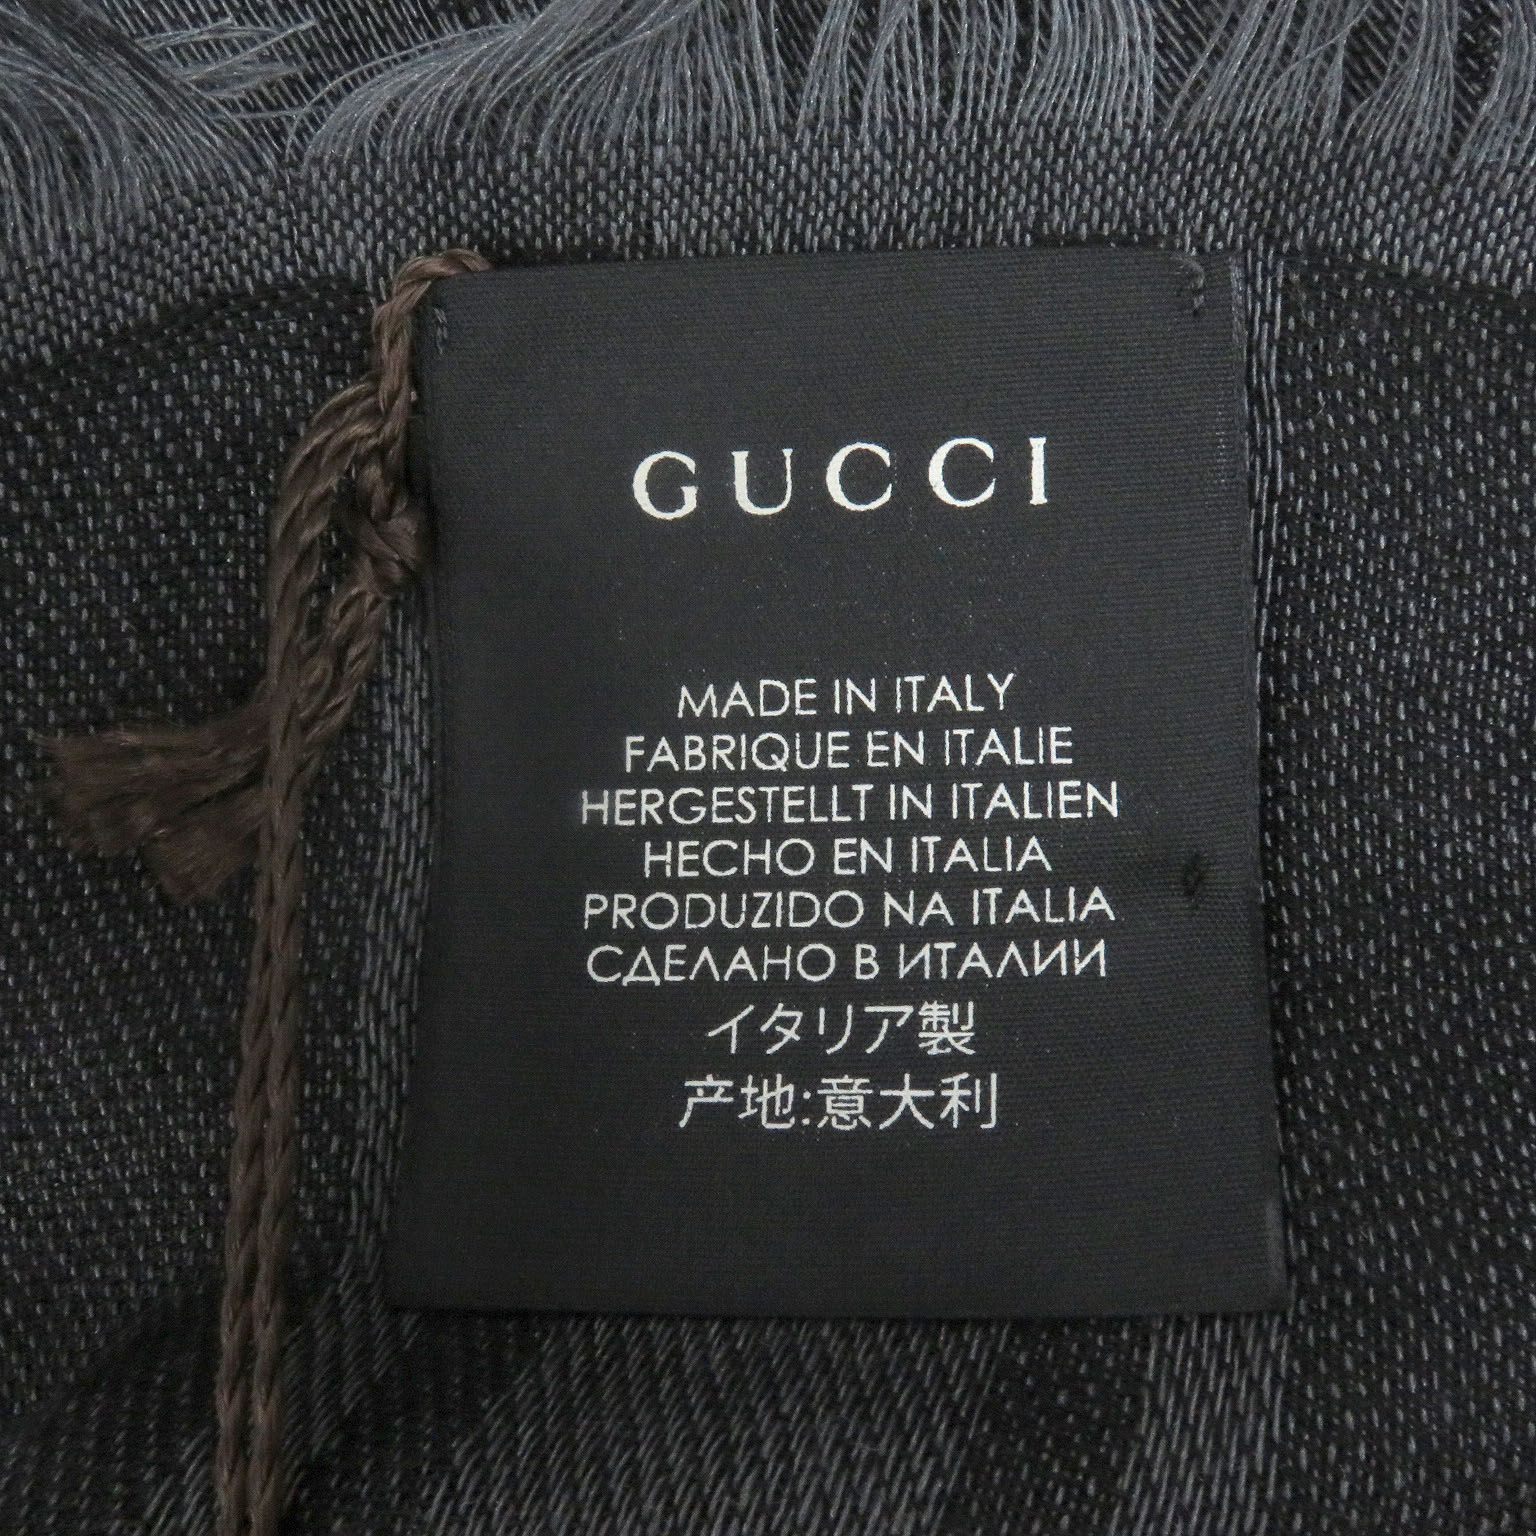 GUCCI
MADE IN ITALY
FABRIQUE EN ITALIE
HERGESTELLT IN ITALIEN
HECHO EN ITALIA
PRODUZIDO NA ITALIA
СДЕЛАНО В ИТАЛИИ
イタリア製
产地:意大利